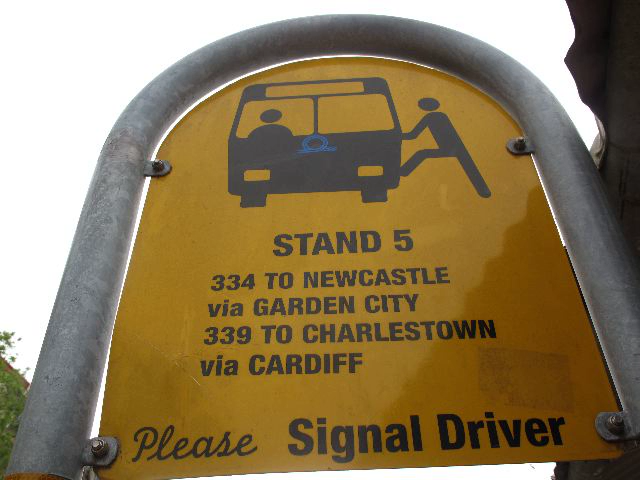 STAND 5
334 TO NEWCASTLE
via GARDEN CITY
339 TO CHARLESTOWN
via CARDIFF
Please Signal Driver